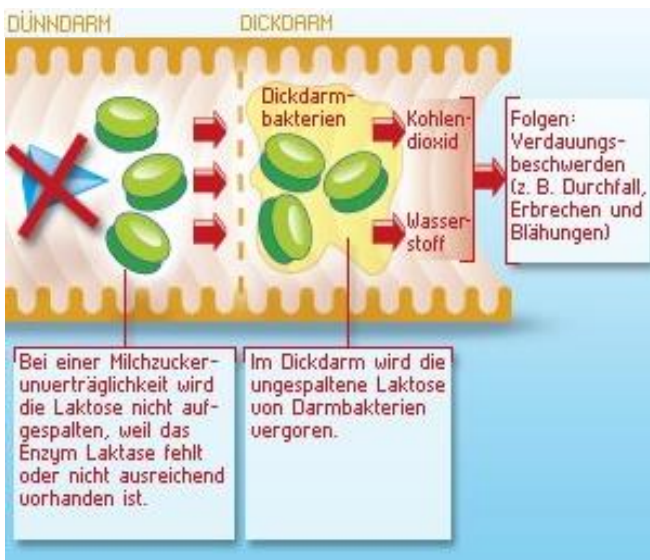 DÜNNDARM
DICKDARM
Dickdarm-
bakterien
Kohlen-
dioxid
Wasser-
stoff
Folgen:
Verdauungs-
beschwerden
(z. B. Durchfall,
Erbrechen und
Blähungen)
Bei einer Milchzucker-
unverträglichkeit wird
die Laktose nicht auf-
gespalten, weil das
Enzym Laktase fehlt
oder nicht ausreichend
vorhanden ist.
Im Dickdarm wird die
ungespaltene Laktose
von Darmbakterien
vergoren.